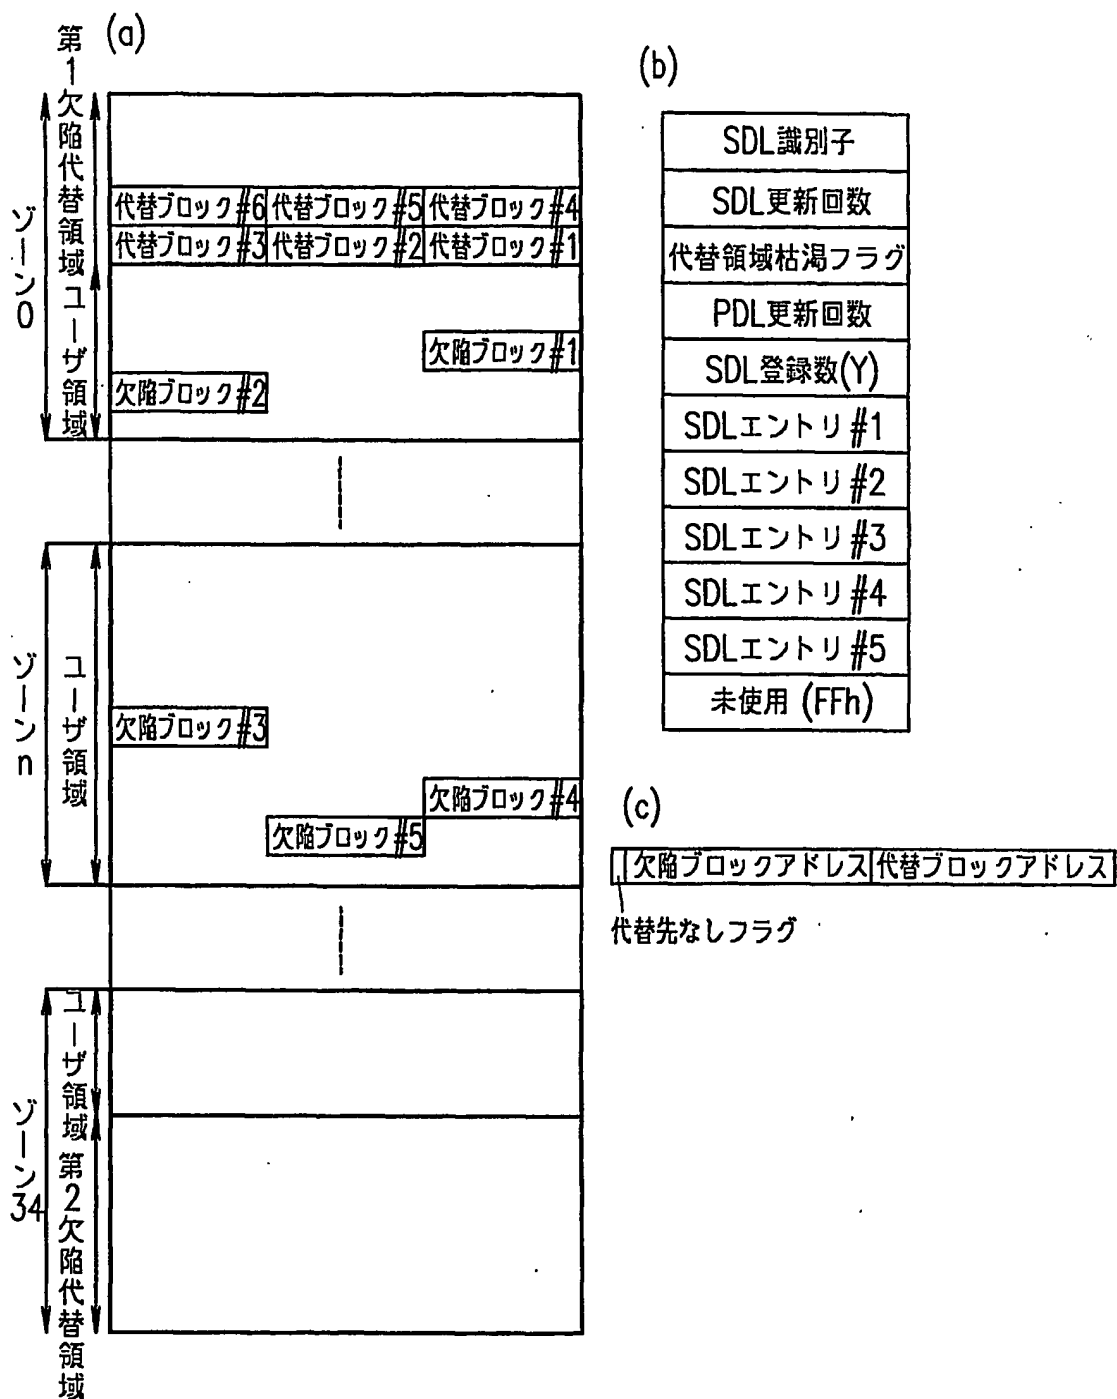 (a)
第1欠陥代替領域
ゾーン0
ユーザ領域
代替ブロック#6
代替ブロック#5
代替ブロック#4
代替ブロック#3
代替ブロック#2
代替ブロック#1
欠陥ブロック#1
欠陥ブロック#2
ゾーンn
ユーザ領域
欠陥ブロック#3
欠陥ブロック#4
欠陥ブロック#5
ゾーン34
ユーザ領域
第2欠陥代替領域
(b)
SDL識別子
SDL更新回数
代替領域枯渇フラグ
PDL更新回数
SDL登録数(Y)
SDLエントリ#1
SDLエントリ#2
SDLエントリ#3
SDLエントリ#4
SDLエントリ#5
未使用(FFh)
(c)
欠陥ブロックアドレス
代替ブロックアドレス
代替先なしフラグ